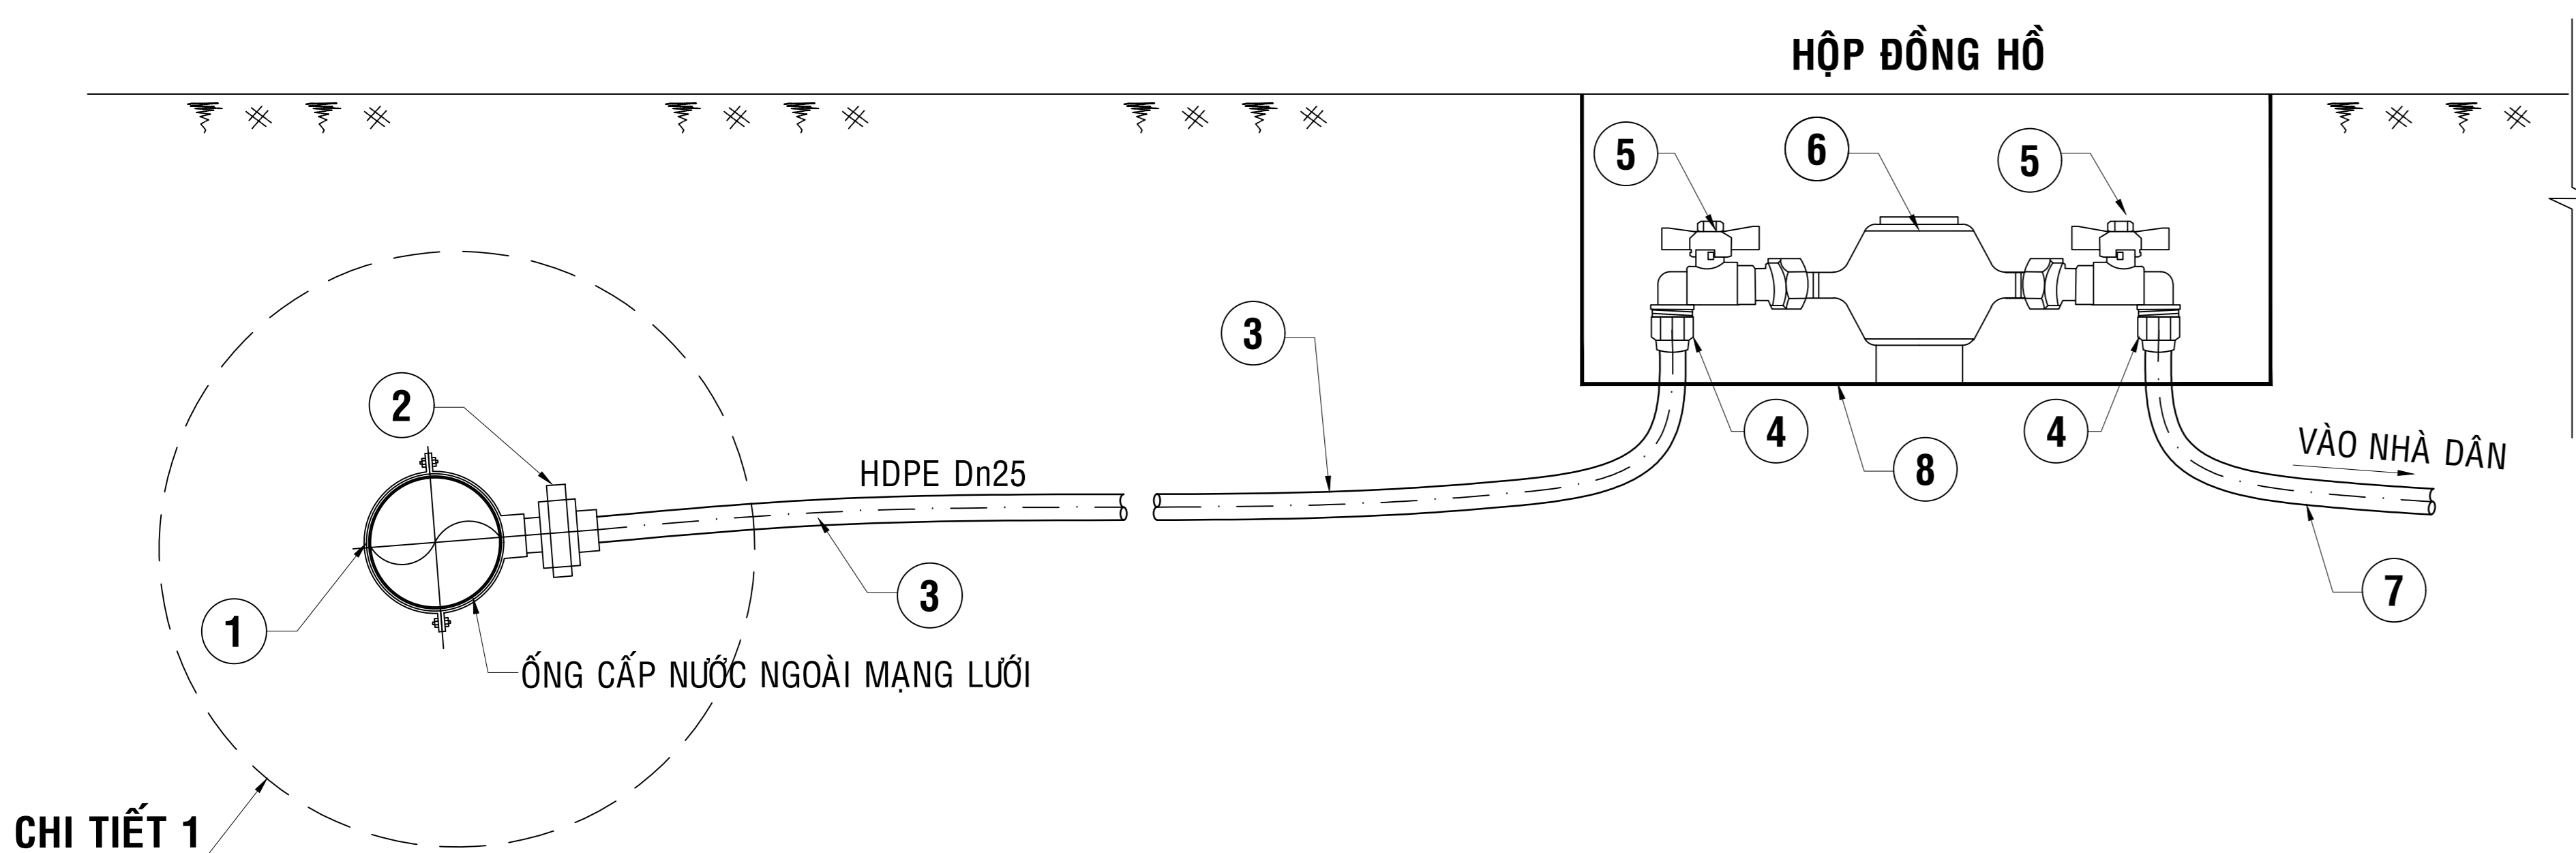 HỘP ĐỒNG HỒ
5
6
5
3
2
4
4
8
VÀO NHÀ DÂN
HDPE Dn25
7
3
1
ỐNG CẤP NƯỚC NGOÀI MẠNG LƯỚI
CHI TIẾT 1